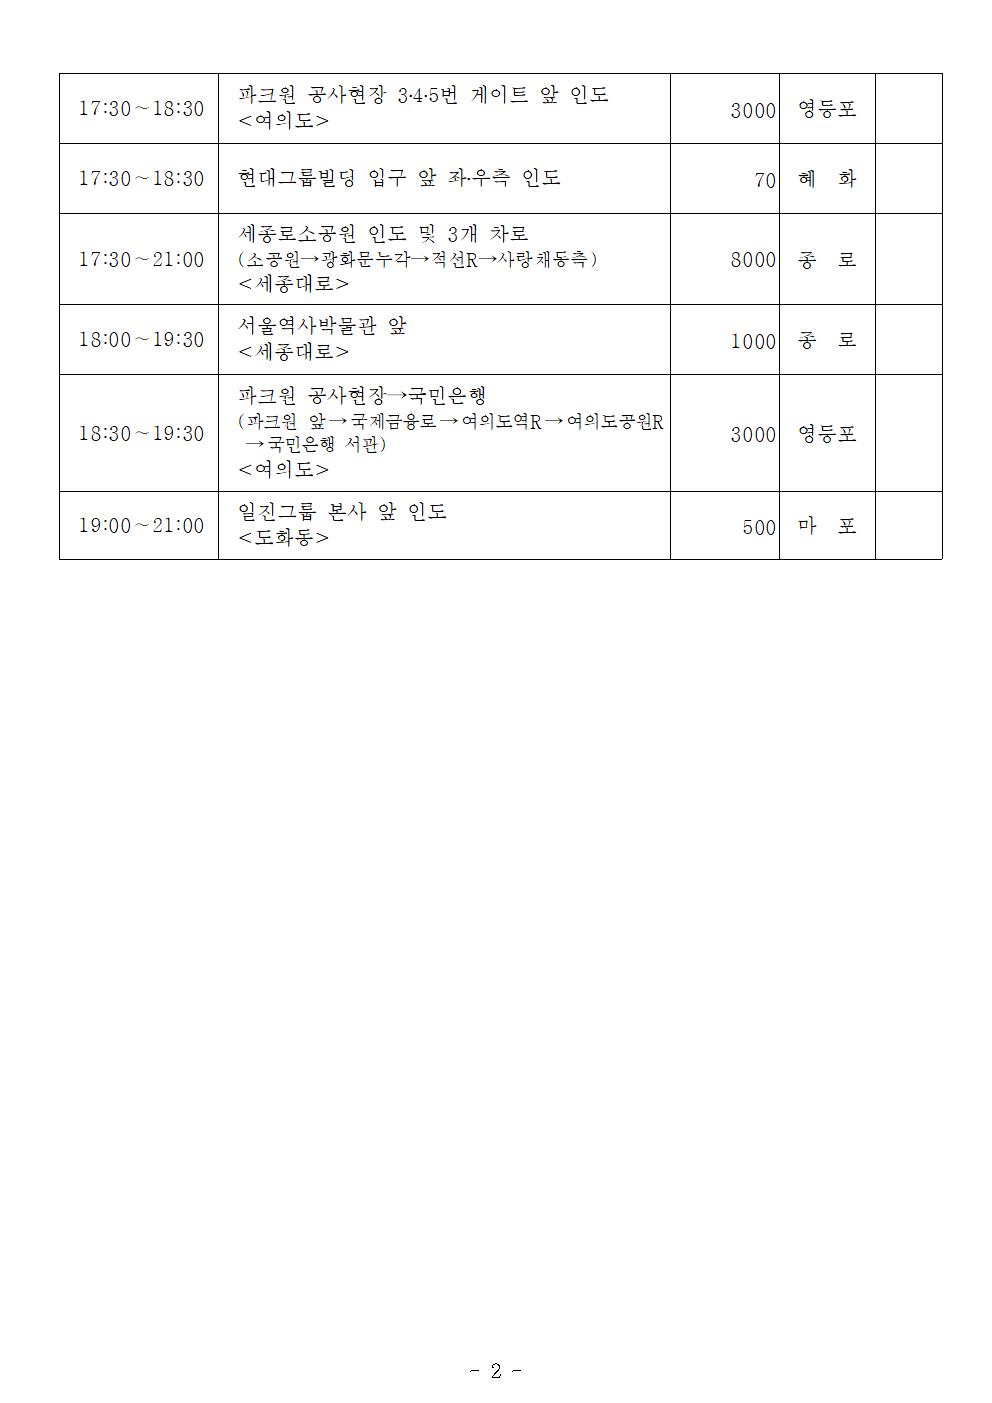 17:30～18:30
파크원 공사현장 3·4·5번 게이트 앞 인도
<여의도>
3000
영등포
17:30～18:30
현대그룹빌딩 입구 앞 좌·우측 인도
70
혜 화
17:30～21:00
세종로소공원 인도 및 3개 차로
(소공원→광화문누각→적선R→사랑채동측)
<세종대로>
8000
종 로
18:00～19:30
서울역사박물관 앞
<세종대로>
1000
종 로
18:30～19:30
파크원 공사현장→국민은행
(파크원 앞→국제금융로→여의도역R→여의도공원R
→국민은행 서관)
<여의도>
3000
영등포
19:00～21:00
일진그룹 본사 앞 인도
<도화동>
500
마 포
- 2 -